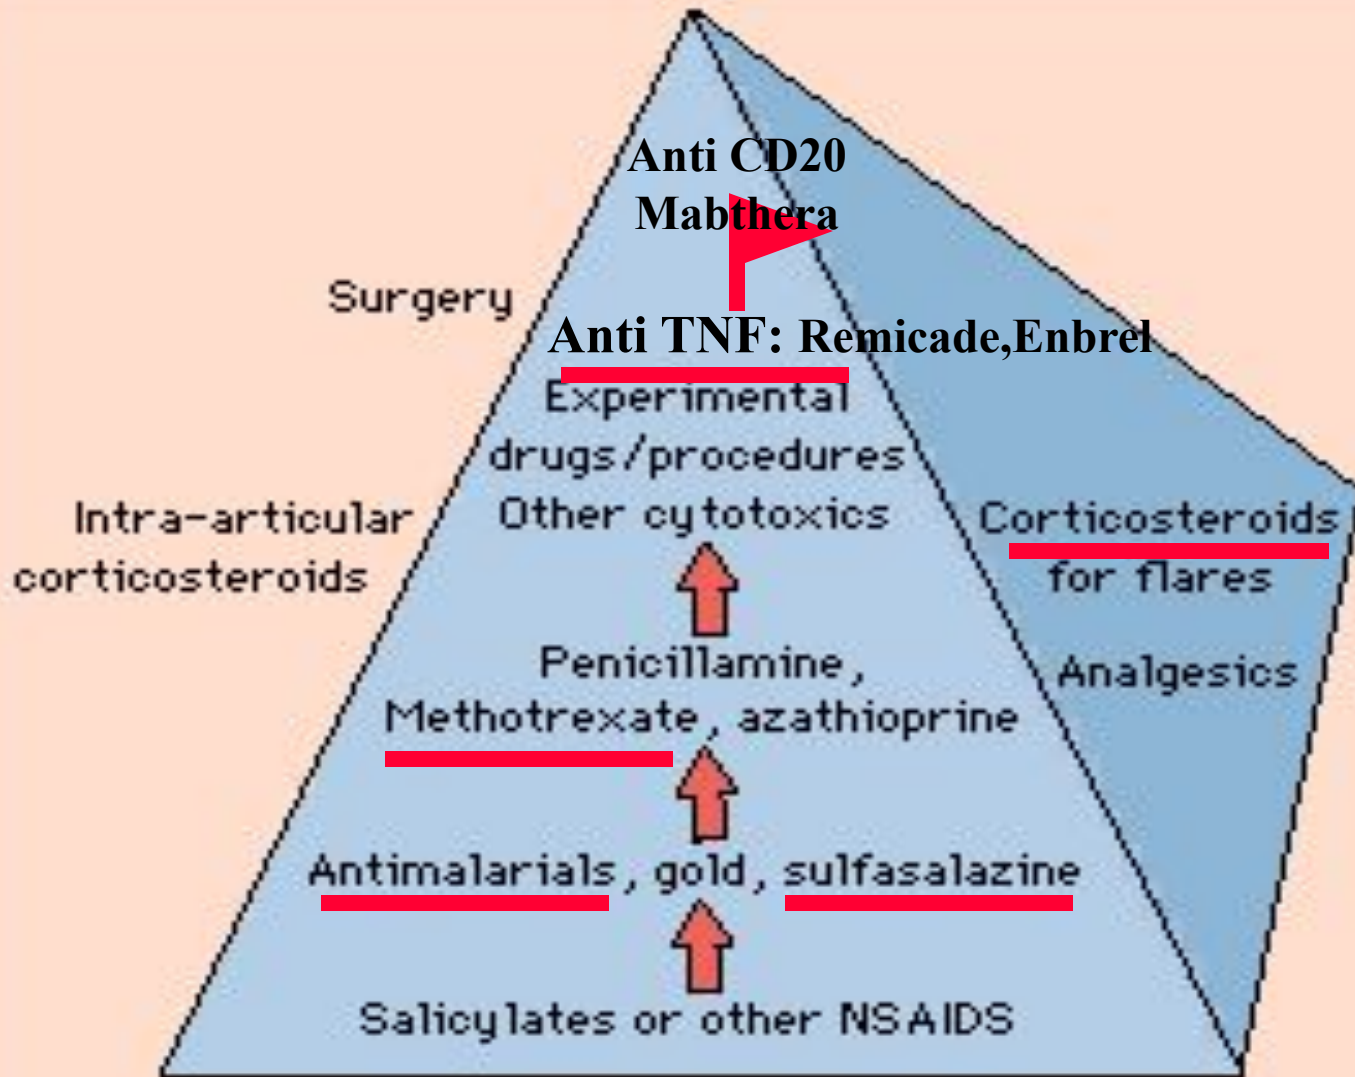 Anti CD20
Mabthera
Surgery
Anti TNF: Remicade,Enbrel
Experimental
drugs/procedures
Other cytotoxics
Intra-articular
corticosteroids
Corticosteroids
for flares
Analgesics
Penicillamine,
Methotrexate, azathioprine
Antimalarials, gold, sulfasalazine
Salicylates or other NSAIDS